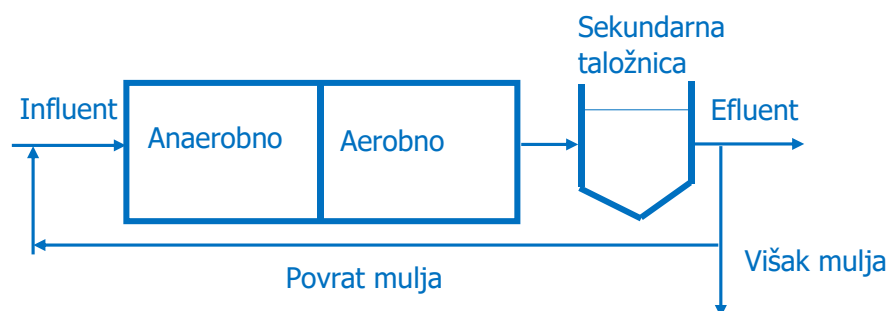 Sekundarna
taložnica
Influent
Efluent
Anaerobno
Aerobno
Višak mulja
Povrat mulja